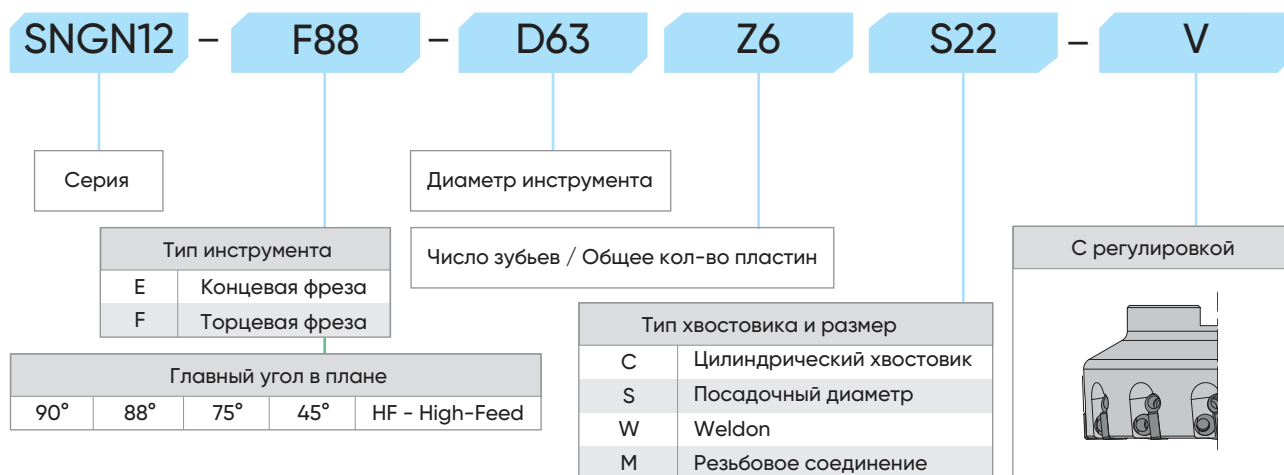 SNGN12 – F88 – D63 Z6 S22 – V
Серия
Диаметр инструмента
Тип инструмента
E Концевая фреза
F Торцевая фреза
Число зубьев / Общее кол-во пластин
С регулировкой
Главный угол в плане
90° 88° 75° 45° HF - High-Feed
Тип хвостовика и размер
C Цилиндрический хвостовик
S Посадочный диаметр
W Weldon
M Резьбовое соединение